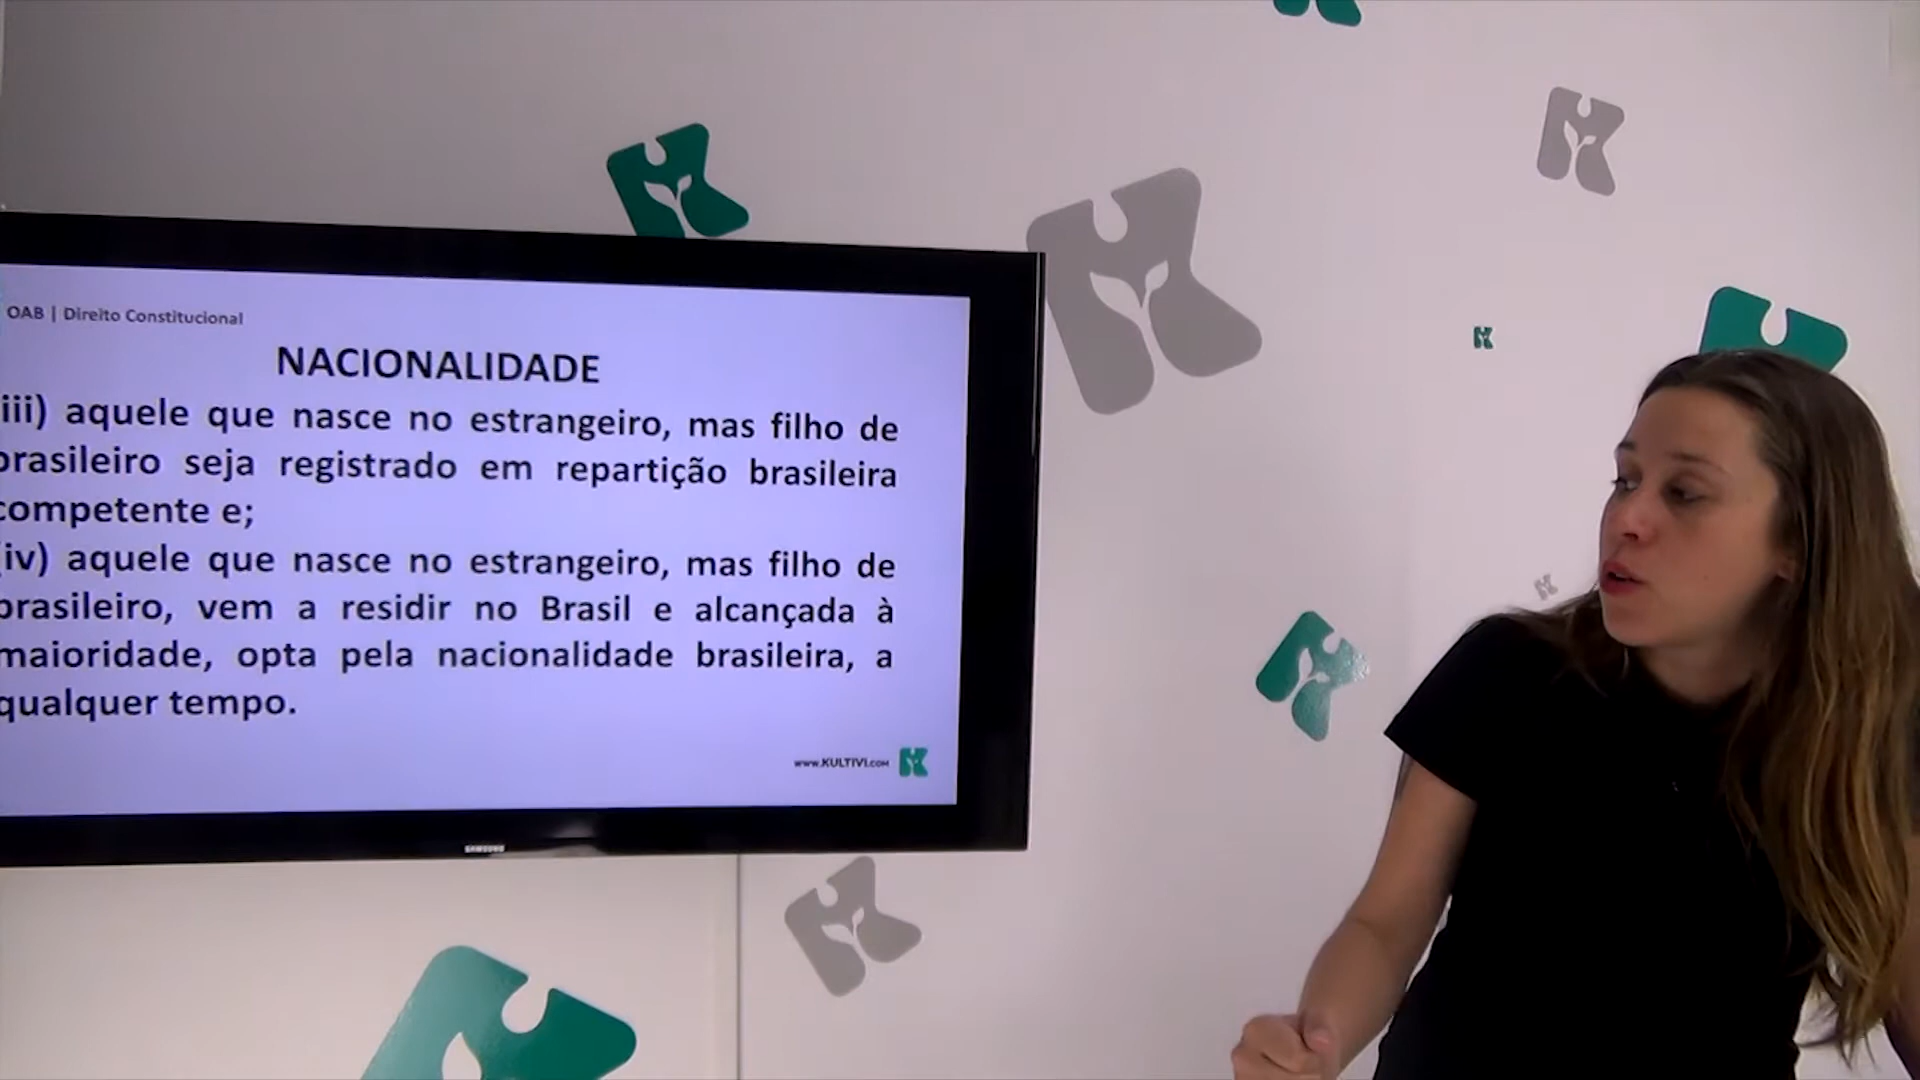 OAB | Direito Constitucional
NACIONALIDADE
iii) aquele que nasce no estrangeiro, mas filho de
brasileiro seja registrado em repartição brasileira
competente e;
iv) aquele que nasce no estrangeiro, mas filho de
brasileiro, vem a residir no Brasil e alcançada à
maioridade, opta pela nacionalidade brasileira, a
qualquer tempo.
www.KULTIVI.COM
SAMSUNG